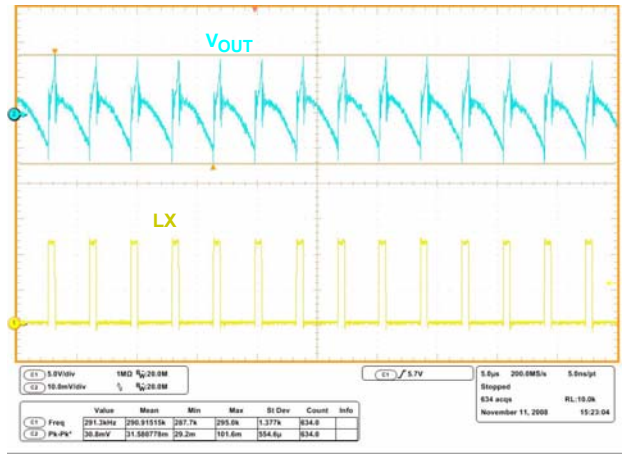 VOUT
2
LX
1
C1 5.0V/div 1MΩ BW:20.0M
C2 10.0mV/div BW:20.0M
C1 / 5.7V
5.0μs 200.0MS/s 5.0ns/pt
Stopped
634 acqs RL:10.0k
November 11, 2008 15:23:04
Value Mean Min Max St Dev Count Info
C1 Freq 291.3kHz 290.91515k 287.7k 295.0k 1.377k 634.0
C2 Pk-Pk* 30.8mV 31.580778m 29.2m 101.6m 554.6μ 634.0